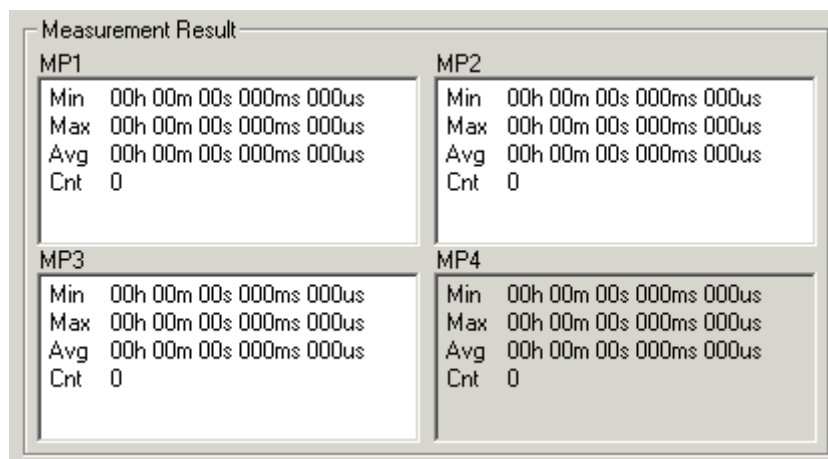 Measurement Result
MP1
Min 00h 00m 00s 000ms 000us
Max 00h 00m 00s 000ms 000us
Avg 00h 00m 00s 000ms 000us
Cnt 0
MP2
Min 00h 00m 00s 000ms 000us
Max 00h 00m 00s 000ms 000us
Avg 00h 00m 00s 000ms 000us
Cnt 0
MP3
Min 00h 00m 00s 000ms 000us
Max 00h 00m 00s 000ms 000us
Avg 00h 00m 00s 000ms 000us
Cnt 0
MP4
Min 00h 00m 00s 000ms 000us
Max 00h 00m 00s 000ms 000us
Avg 00h 00m 00s 000ms 000us
Cnt 0